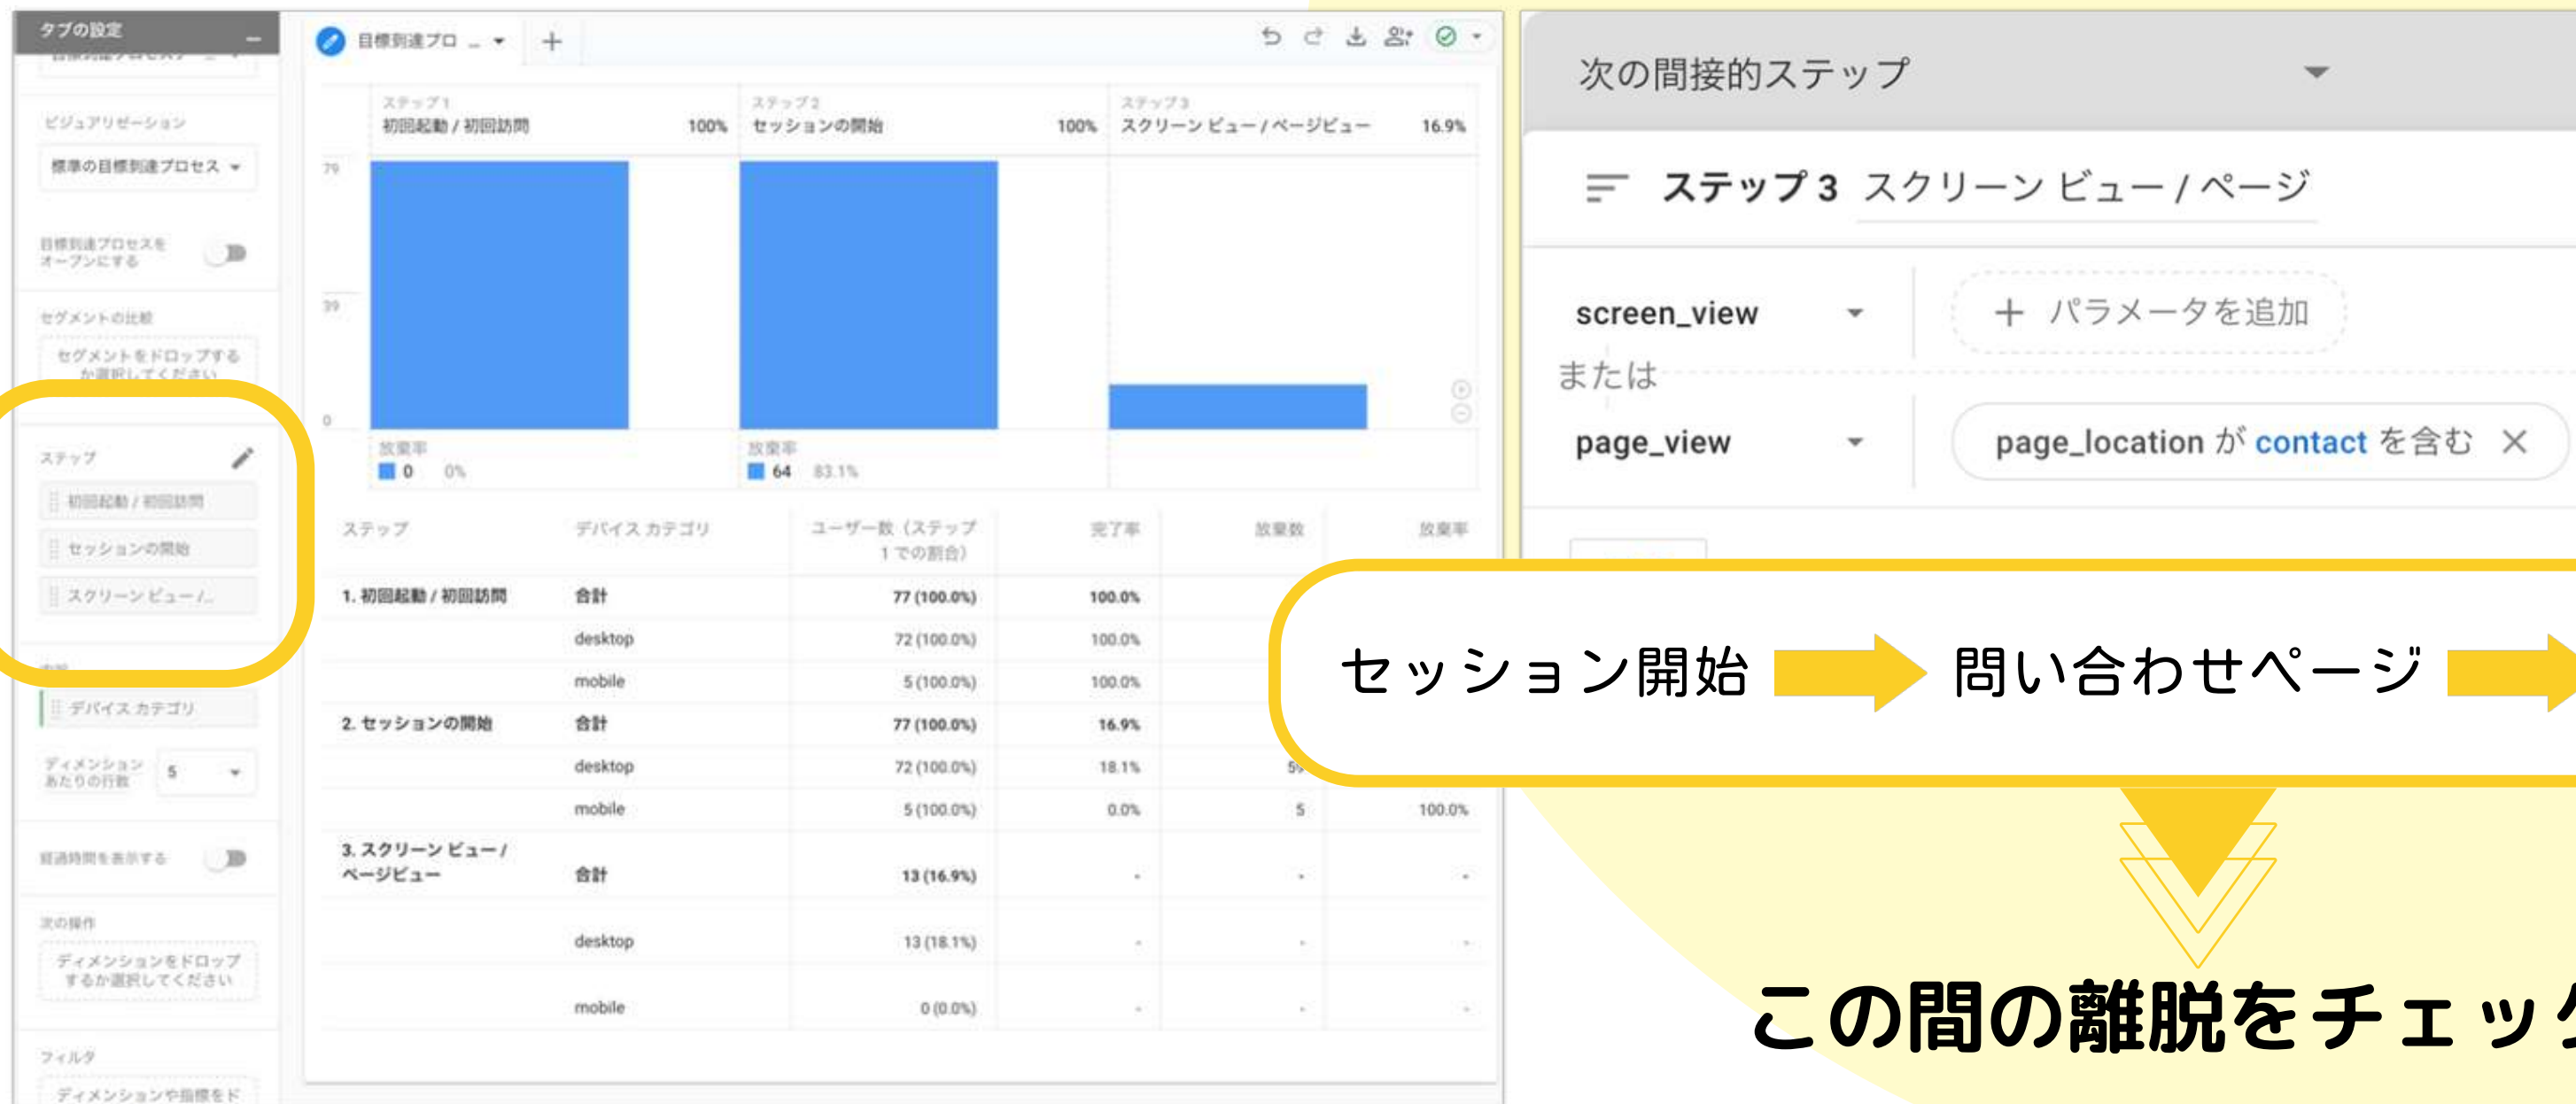 タブの設定
ビジュアリゼーション
標準の目標到達プロセス
目標到達プロセスを
オープンにする
セグメントの比較
セグメントをドロップする
か選択してください
ステップ
初回起動 / 初回訪問
セッションの開始
スクリーン ビュー /...
デバイス カテゴリ
ディメンション
あたりの行数
5
経過時間を表示する
次の操作
ディメンションをドロップ
するか選択してください
フィルタ
ディメンションや指標をド
目標到達プロ ...
ステップ 1
初回起動 / 初回訪問 100%
ステップ 2
セッションの開始 100%
ステップ 3
スクリーン ビュー / ページビュー 16.9%
79
39
0
放棄率
0 0%
放棄率
64 83.1%
ステップ デバイス カテゴリ ユーザー数（ステップ 完了率 放棄数 放棄率
1 での割合）
1. 初回起動 / 初回訪問 合計 77 (100.0%) 100.0%
desktop 72 (100.0%) 100.0%
mobile 5 (100.0%) 100.0%
2. セッションの開始 合計 77 (100.0%) 16.9%
desktop 72 (100.0%) 18.1% 59
mobile 5 (100.0%) 0.0% 5 100.0%
3. スクリーン ビュー /
ページビュー 合計 13 (16.9%) - - -
desktop 13 (18.1%) - - -
mobile 0 (0.0%) - - -
次の間接的ステップ
ステップ 3 スクリーン ビュー / ページ
screen_view + パラメータを追加
または
page_view page_location が contact を含む ×
セッション開始 問い合わせページ
この間の離脱をチェック